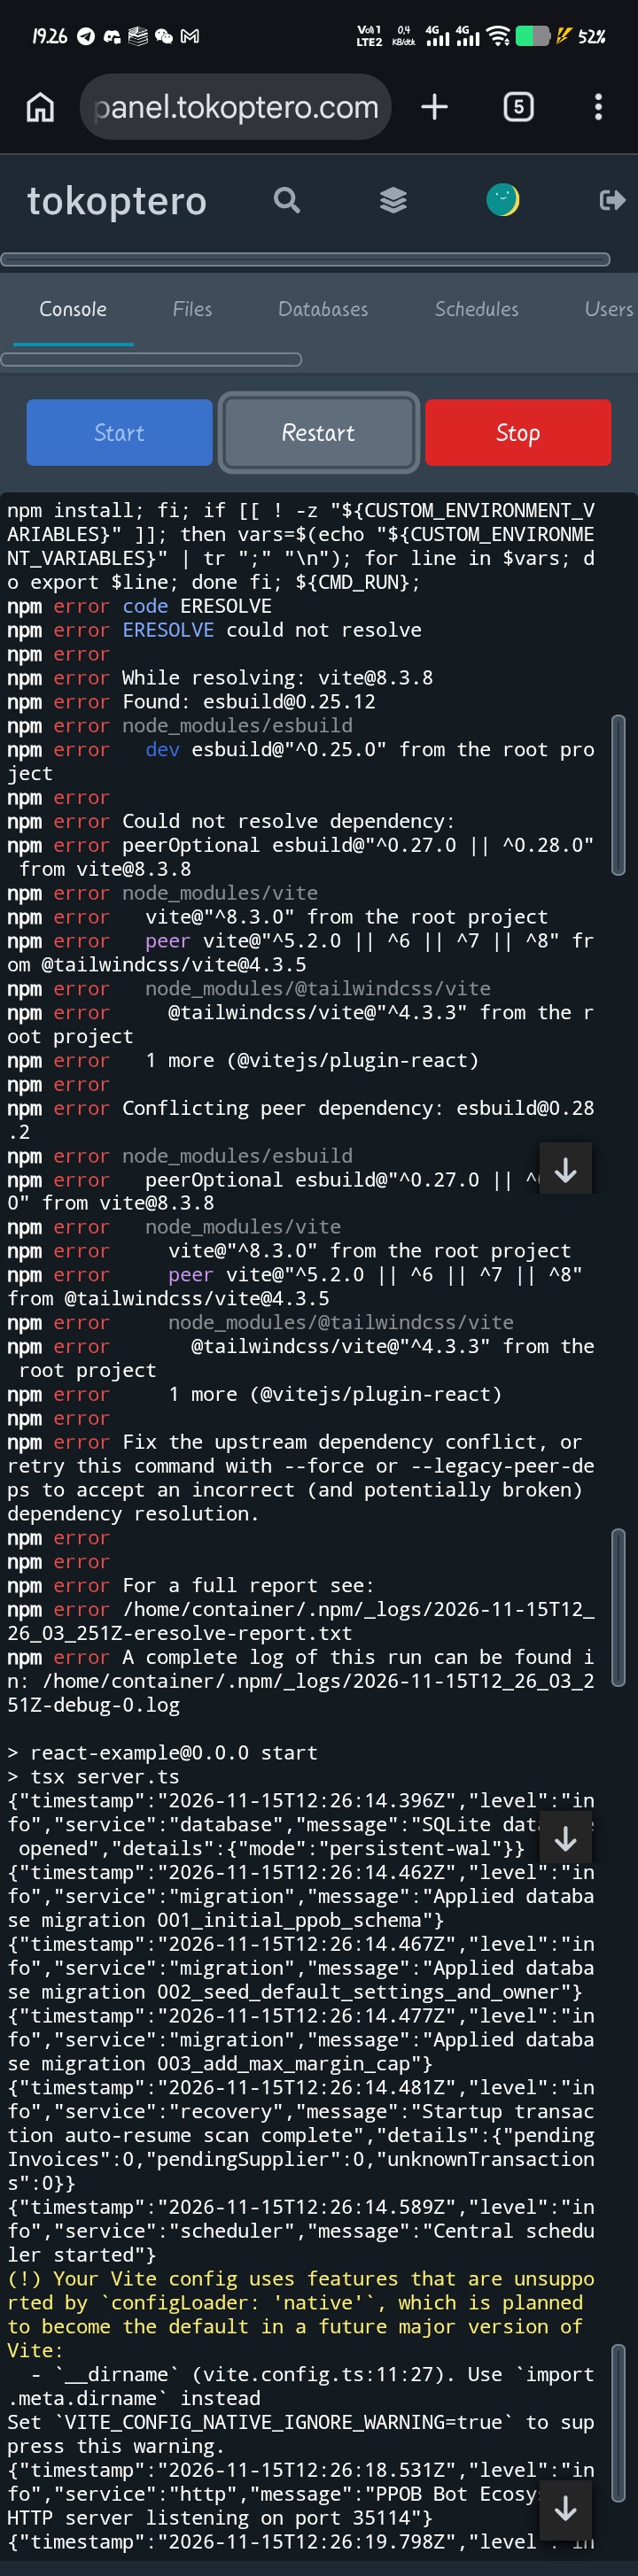 19.26
Vo) 1
LTE2
0,4
KB/dtk
4G
4G
52%
panel.tokoptero.com
5
tokoptero
Console
Files
Databases
Schedules
Users
Start
Restart
Stop
npm install; fi; if [[ ! -z "${CUSTOM_ENVIRONMENT_V
ARIABLES}" ]]; then vars=$(echo "${CUSTOM_ENVIRONME
NT_VARIABLES}" | tr ";" "\n"); for line in $vars; d
o export $line; done fi; ${CMD_RUN};
npm error code ERESOLVE
npm error ERESOLVE could not resolve
npm error
npm error While resolving: vite@8.3.8
npm error Found: esbuild@0.25.12
npm error node_modules/esbuild
npm error   dev esbuild@"^0.25.0" from the root pro
ject
npm error
npm error Could not resolve dependency:
npm error peerOptional esbuild@"^0.27.0 || ^0.28.0"
 from vite@8.3.8
npm error node_modules/vite
npm error   vite@"^8.3.0" from the root project
npm error   peer vite@"^5.2.0 || ^6 || ^7 || ^8" fr
om @tailwindcss/vite@4.3.5
npm error   node_modules/@tailwindcss/vite
npm error     @tailwindcss/vite@"^4.3.3" from the r
oot project
npm error   1 more (@vitejs/plugin-react)
npm error
npm error Conflicting peer dependency: esbuild@0.28
.2
npm error node_modules/esbuild
npm error   peerOptional esbuild@"^0.27.0 || ^
0" from vite@8.3.8
npm error   node_modules/vite
npm error     vite@"^8.3.0" from the root project
npm error     peer vite@"^5.2.0 || ^6 || ^7 || ^8"
from @tailwindcss/vite@4.3.5
npm error     node_modules/@tailwindcss/vite
npm error       @tailwindcss/vite@"^4.3.3" from the
 root project
npm error     1 more (@vitejs/plugin-react)
npm error
npm error Fix the upstream dependency conflict, or
retry this command with --force or --legacy-peer-de
ps to accept an incorrect (and potentially broken)
dependency resolution.
npm error
npm error
npm error For a full report see:
npm error /home/container/.npm/_logs/2026-11-15T12_
26_03_251Z-eresolve-report.txt
npm error A complete log of this run can be found i
n: /home/container/.npm/_logs/2026-11-15T12_26_03_2
51Z-debug-0.log
> react-example@0.0.0 start
> tsx server.ts
{"timestamp":"2026-11-15T12:26:14.396Z","level":"in
fo","service":"database","message":"SQLite dat
 opened","details":{"mode":"persistent-wal"}}
{"timestamp":"2026-11-15T12:26:14.462Z","level":"in
fo","service":"migration","message":"Applied databa
se migration 001_initial_ppob_schema"}
{"timestamp":"2026-11-15T12:26:14.467Z","level":"in
fo","service":"migration","message":"Applied databa
se migration 002_seed_default_settings_and_owner"}
{"timestamp":"2026-11-15T12:26:14.477Z","level":"in
fo","service":"migration","message":"Applied databa
se migration 003_add_max_margin_cap"}
{"timestamp":"2026-11-15T12:26:14.481Z","level":"in
fo","service":"recovery","message":"Startup transac
tion auto-resume scan complete","details":{"pending
Invoices":0,"pendingSupplier":0,"unknownTransaction
s":0}}
{"timestamp":"2026-11-15T12:26:14.589Z","level":"in
fo","service":"scheduler","message":"Central schedu
ler started"}
(!) Your Vite config uses features that are unsuppo
rted by `configLoader: 'native'`, which is planned
to become the default in a future major version of
Vite:
  - `__dirname` (vite.config.ts:11:27). Use `import
.meta.dirname` instead
Set `VITE_CONFIG_NATIVE_IGNORE_WARNING=true` to sup
press this warning.
{"timestamp":"2026-11-15T12:26:18.531Z","level":"in
fo","service":"http","message":"PPOB Bot Ecosy
HTTP server listening on port 35114"}
{"timestamp":"2026-11-15T12:26:19.798Z","level":"in